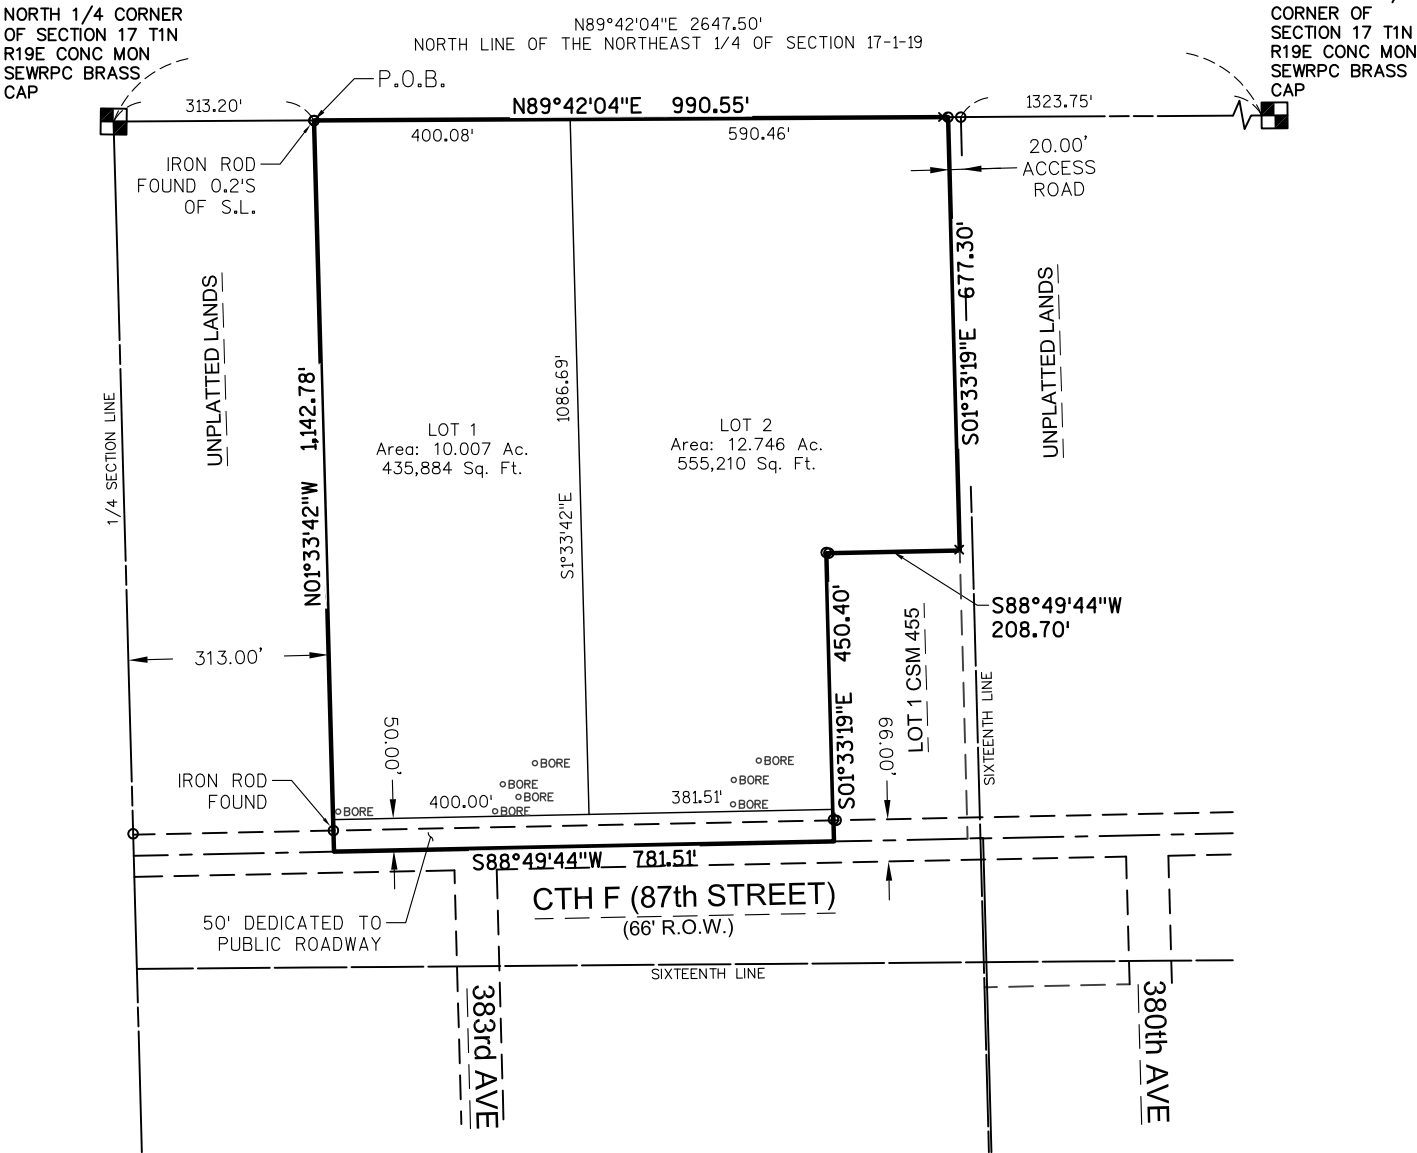 NORTH 1/4 CORNER
OF SECTION 17 T1N
R19E CONC MON
SEWRPC BRASS
CAP
N89°42'04"E 2647.50'
NORTH LINE OF THE NORTHEAST 1/4 OF SECTION 17-1-19
CORNER OF
SECTION 17 T1N
R19E CONC MON
SEWRPC BRASS
CAP
P.O.B.
313.20'
N89°42'04"E 990.55'
1323.75'
400.08'
590.46'
IRON ROD
FOUND 0.2'S
OF S.L.
20.00'
ACCESS
ROAD
UNPLATTED LANDS
1/4 SECTION LINE
N01°33'42"W 1,142.78'
1086.69'
S1°33'42"E
S01°33'19"E 677.30'
UNPLATTED LANDS
LOT 1
Area: 10.007 Ac.
435,884 Sq. Ft.
LOT 2
Area: 12.746 Ac.
555,210 Sq. Ft.
S88°49'44"W
208.70'
313.00'
S01°33'19"E 450.40'
LOT 1 CSM 455
SIXTEENTH LINE
50.00'
66.00'
IRON ROD
FOUND
BORE
BORE
BORE
BORE
BORE
BORE
BORE
BORE
400.00'
381.51'
S88°49'44"W 781.51'
CTH F (87th STREET)
(66' R.O.W.)
50' DEDICATED TO
PUBLIC ROADWAY
SIXTEENTH LINE
383rd AVE
380th AVE